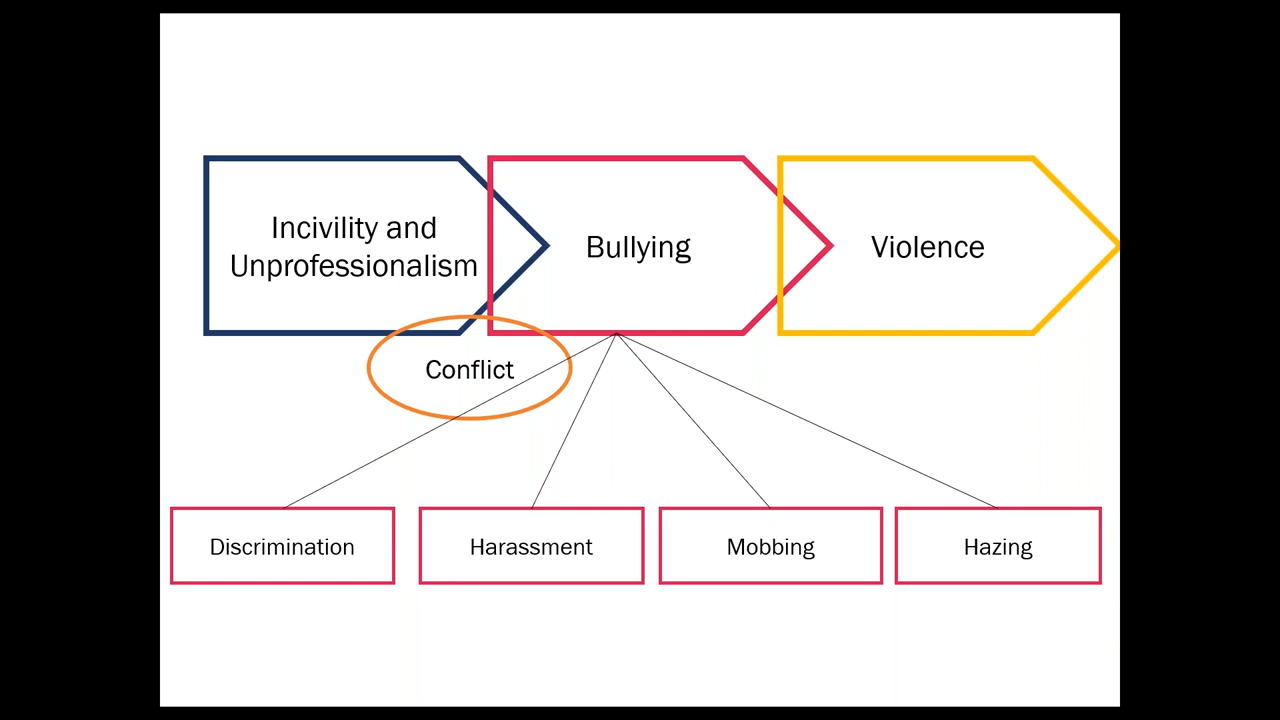 Incivility and
Unprofessionalism
Bullying
Violence
Conflict
Discrimination
Harassment
Mobbing
Hazing